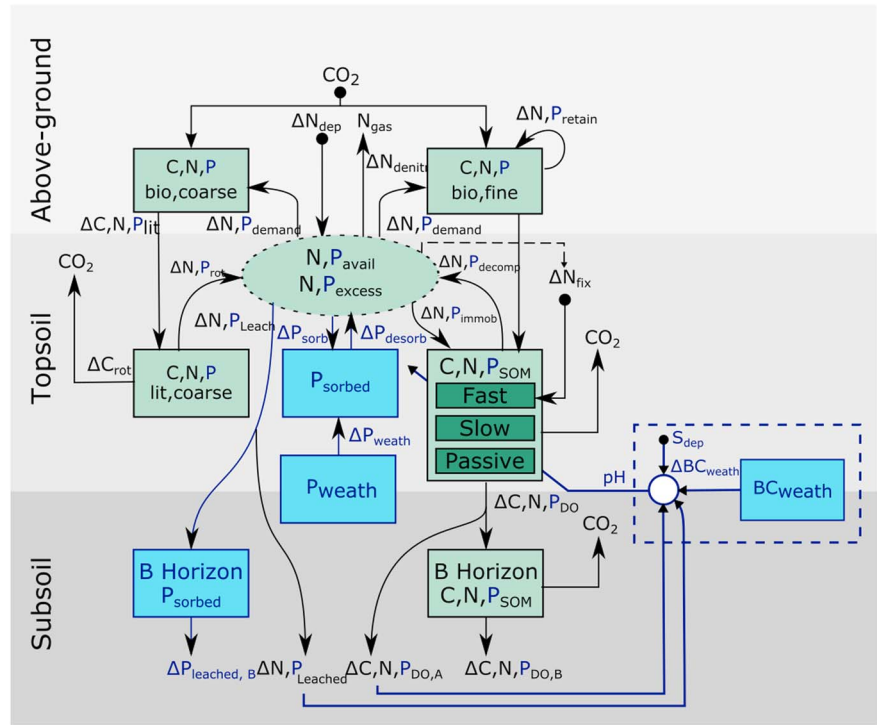 Above-ground
Topsoil
Subsoil
CO2
ΔNdep
Ngas
ΔNdenitr
ΔN,Pretain
C,N,P
bio,coarse
C,N,P
bio,fine
ΔC,N,Plit
ΔN,Pdemand
ΔN,Pdemand
N,Pavail
N,Pexcess
CO2
ΔN,Prot
ΔN,Pdecomp
ΔNfix
ΔN,PLeach
ΔPsorb
ΔPdesorb
ΔN,Pimmob
CO2
ΔCrot
C,N,P
lit,coarse
Psorbed
C,N,PSOM
Fast
Slow
Passive
ΔPweath
Pweath
Sdep
ΔBCweath
pH
BCweath
ΔC,N,PDO
CO2
B Horizon
Psorbed
B Horizon
C,N,PSOM
ΔPleached, B
ΔN,PLeached
ΔC,N,PDO,A
ΔC,N,PDO,B